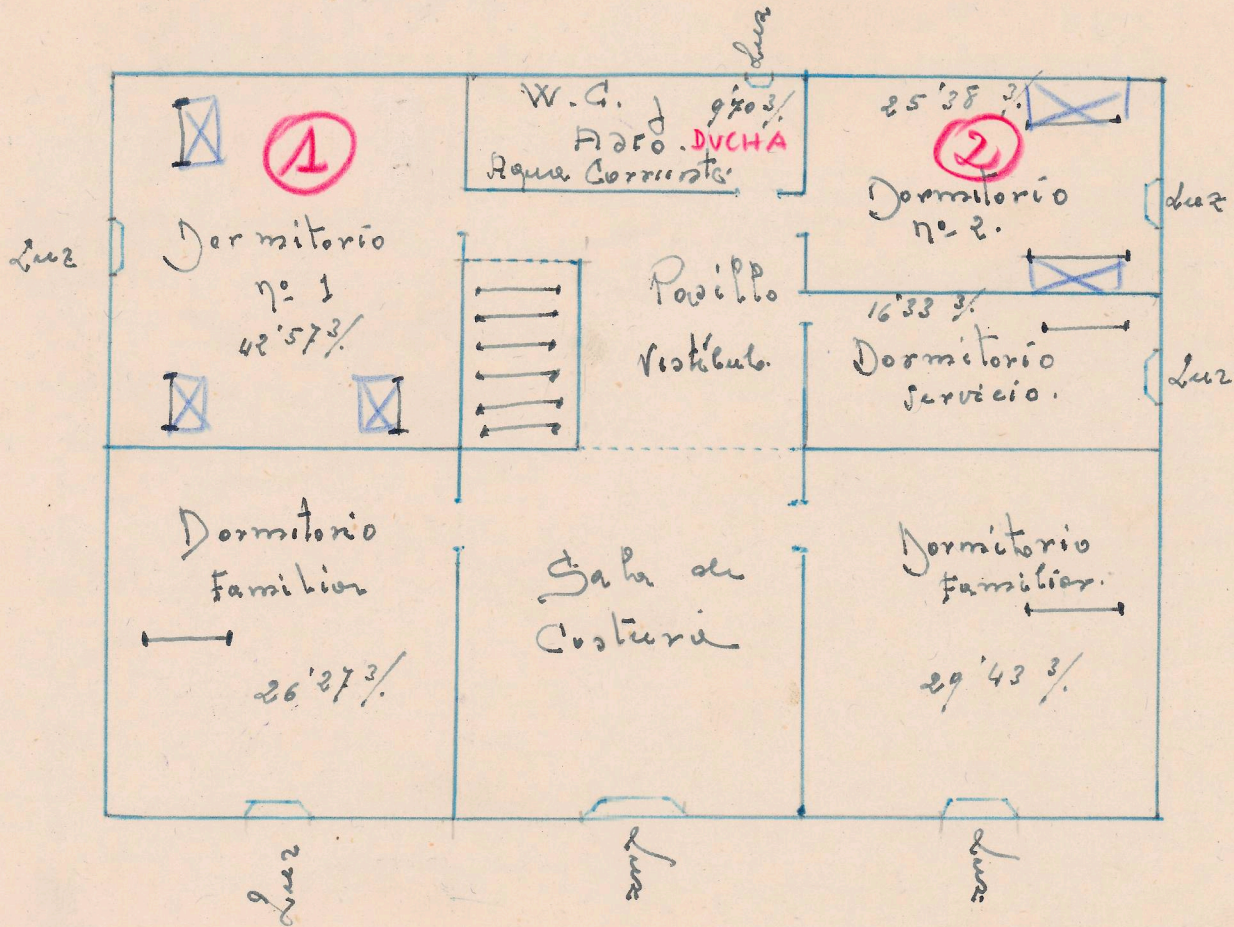 Luz
W.C. y
9'70 3/.
Aseo. DUCHA
Agua Corriente
1
Dormitorio
nº 1
42'57 3/.
Luz
25'38 3/.
2
Dormitorio
nº 2.
Luz
Pasillo
Vestíbulo
16'33 3/.
Dormitorio
servicio.
Luz
Dormitorio
Familiar
26'27 3/.
Sala de
Costura
Dormitorio
Familiar.
29'43 3/.
Luz
Luz
Luz